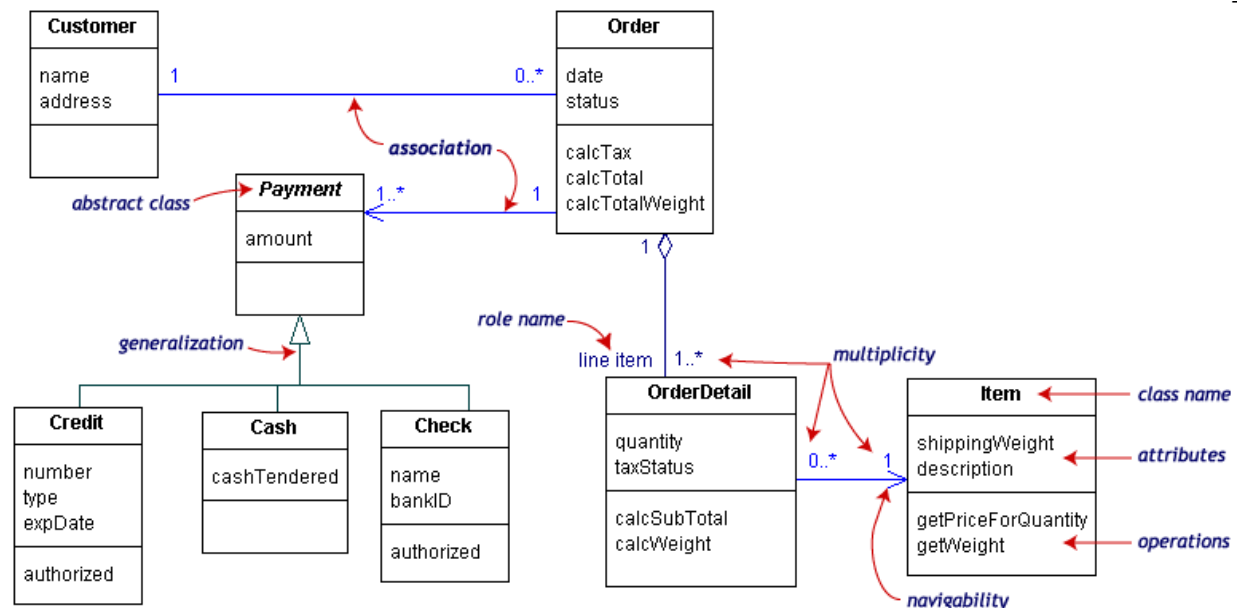 Customer
name
address
1
0..*
Order
date
status
calcTax
calcTotal
calcTotalWeight
association
abstract class
Payment
amount
1..*
1
1
generalization
role name
line item
1..*
multiplicity
Credit
number
type
expDate
authorized
Cash
cashTendered
Check
name
bankID
authorized
OrderDetail
quantity
taxStatus
calcSubTotal
calcWeight
0..*
1
Item
shippingWeight
description
getPriceForQuantity
getWeight
class name
attributes
operations
navigability